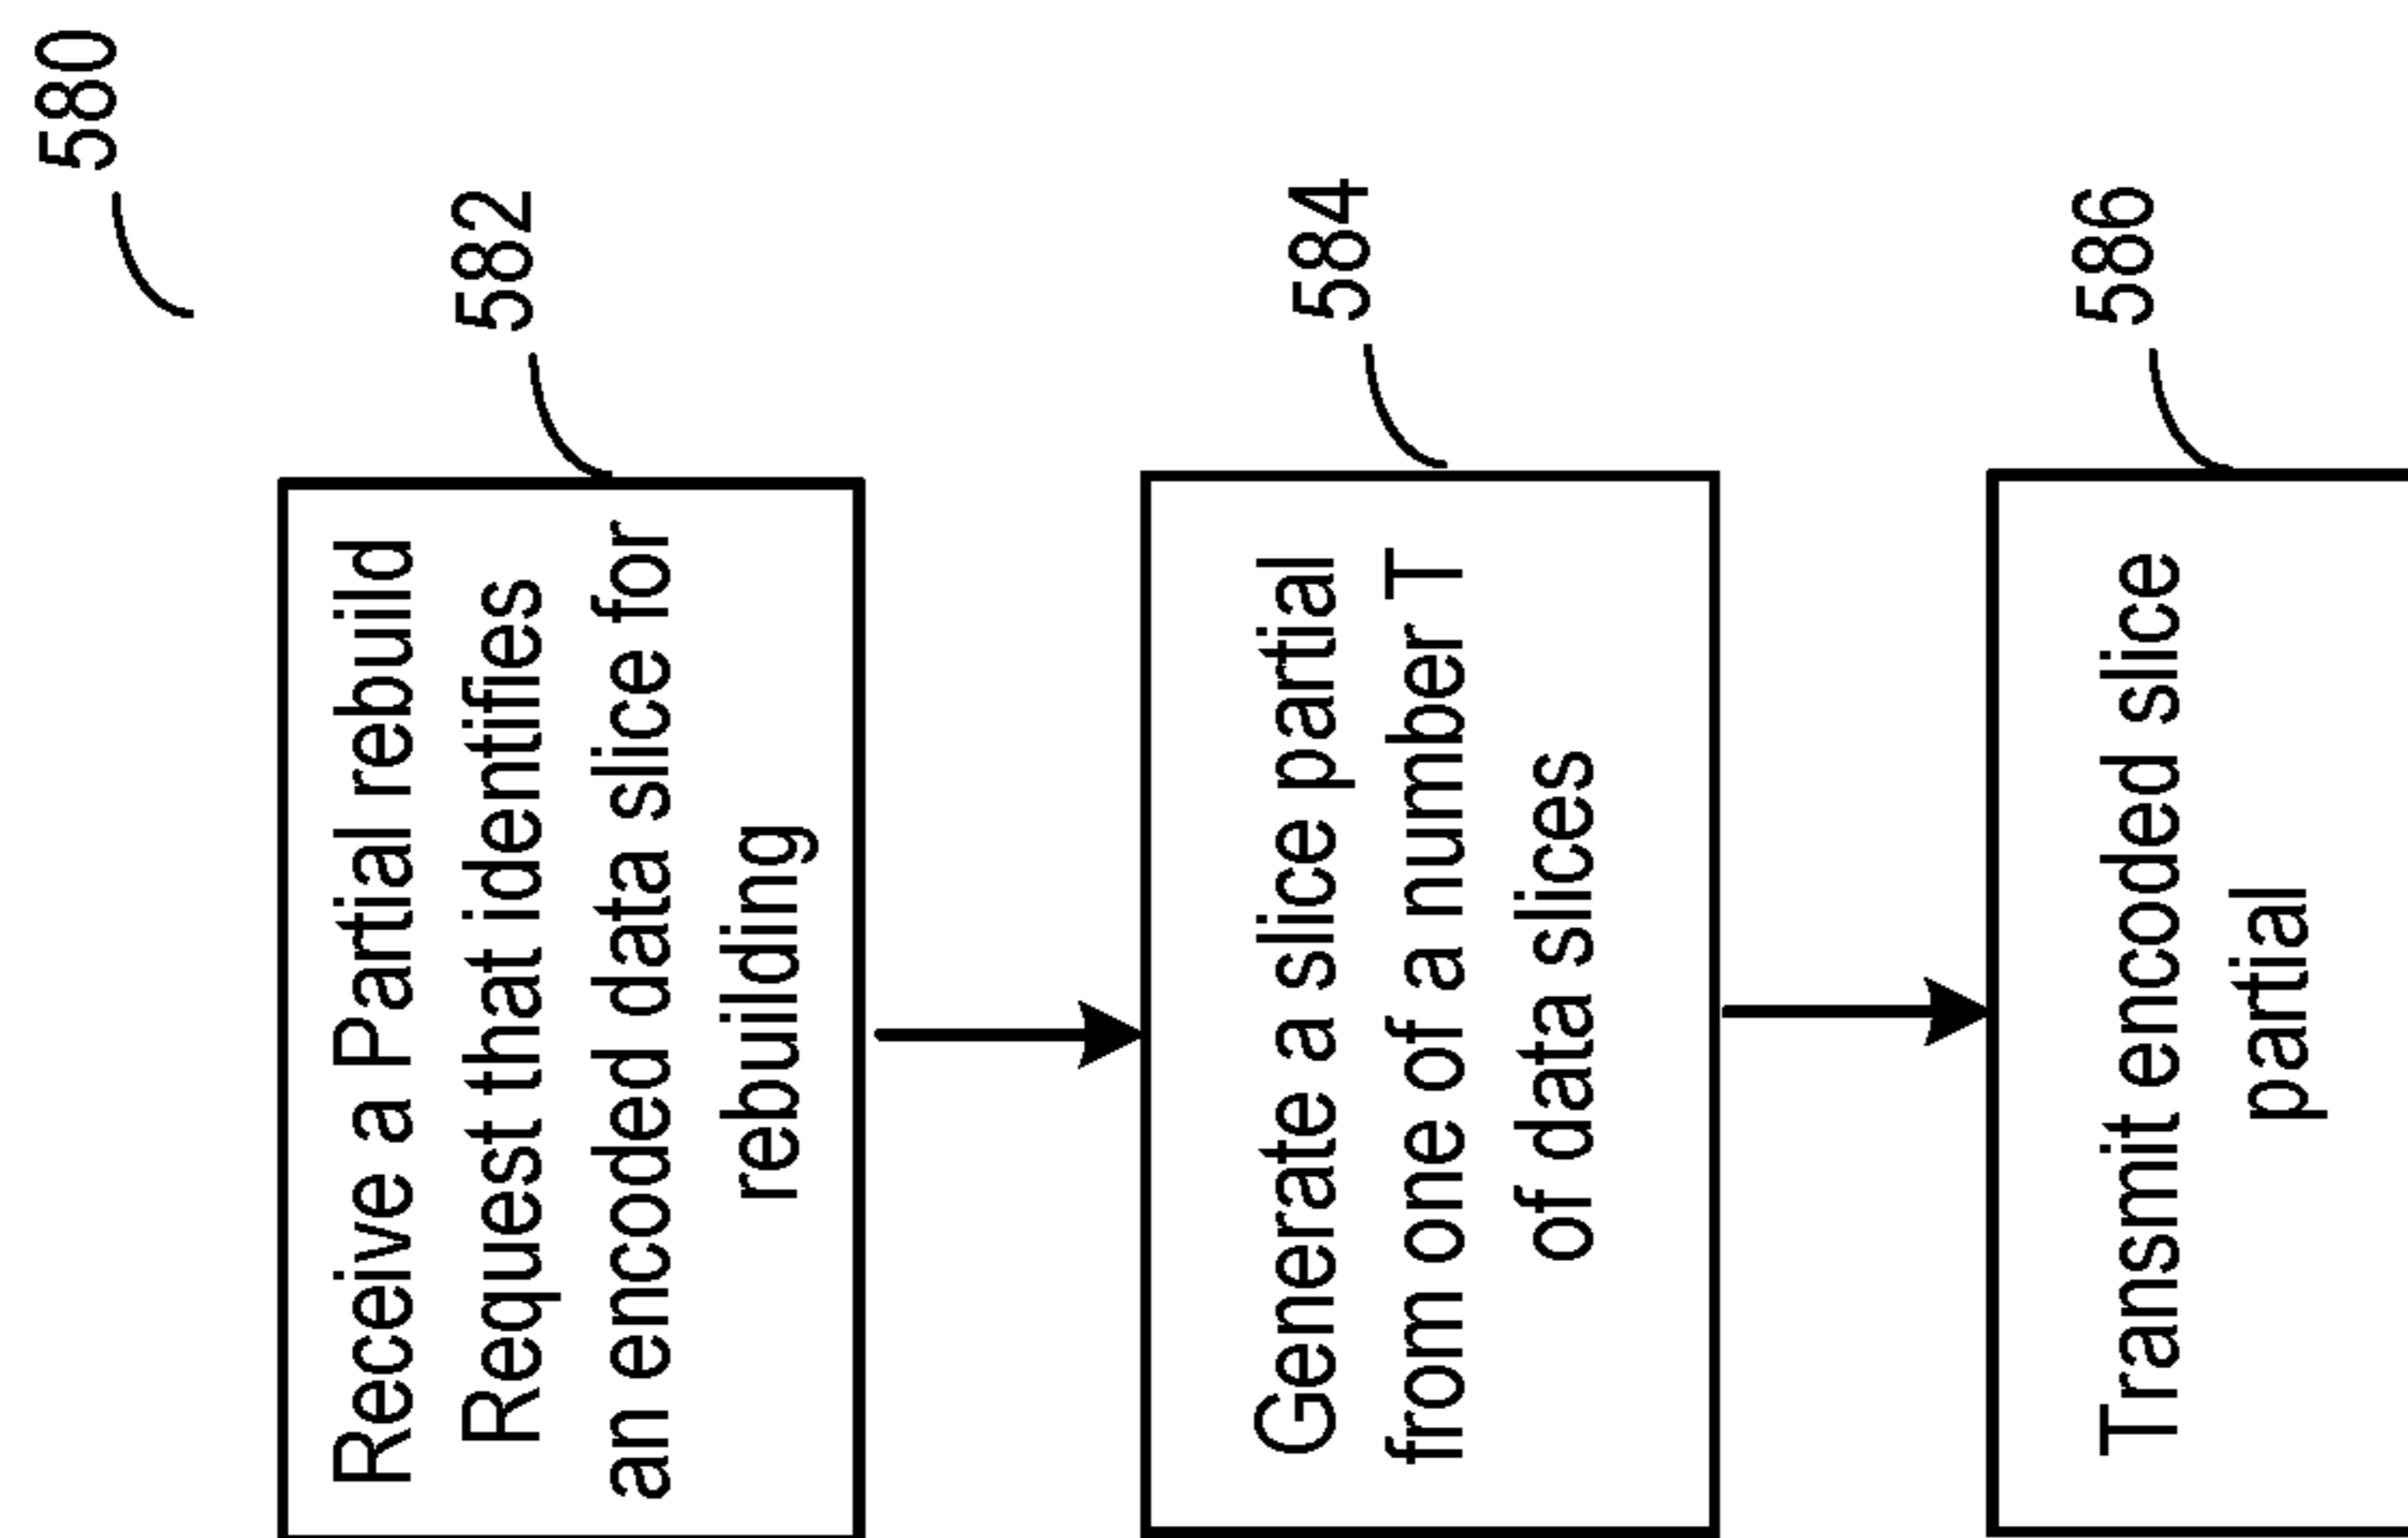 580
582
Receive a Partial rebuild
Request that identifies
an encoded data slice for
rebuilding
584
Generate a slice partial
from one of a number T
of data slices
586
Transmit encoded slice
partial